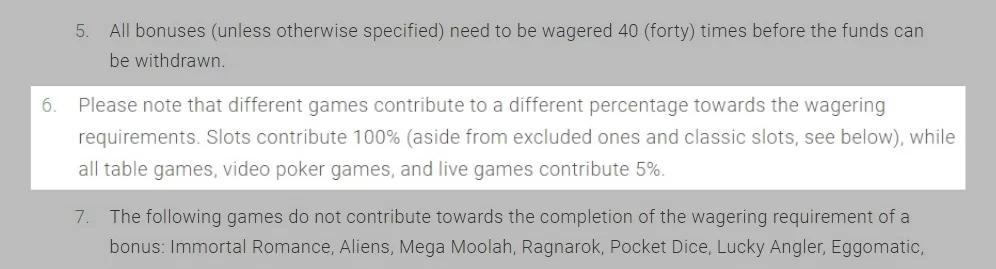 5. All bonuses (unless otherwise specified) need to be wagered 40 (forty) times before the funds can
be withdrawn.
6. Please note that different games contribute to a different percentage towards the wagering
requirements. Slots contribute 100% (aside from excluded ones and classic slots, see below), while
all table games, video poker games, and live games contribute 5%.
7. The following games do not contribute towards the completion of the wagering requirement of a
bonus: Immortal Romance, Aliens, Mega Moolah, Ragnarok, Pocket Dice, Lucky Angler, Eggomatic,